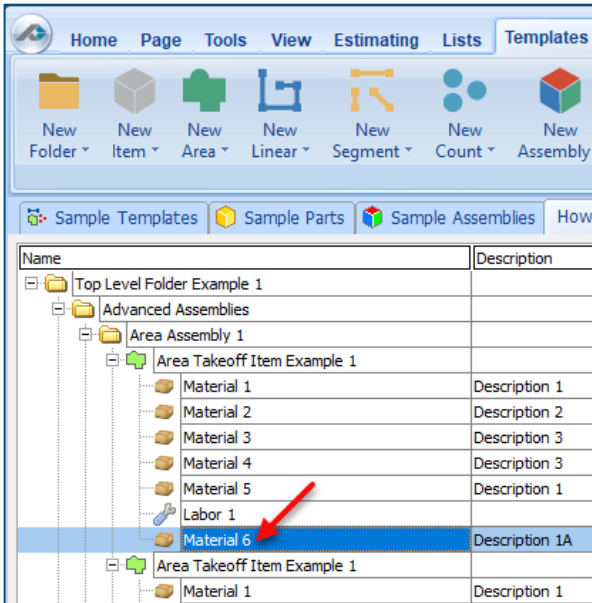 Home Page Tools View Estimating Lists Templates
New Folder New Item New Area New Linear New Segment New Count New Assembly
Sample Templates Sample Parts Sample Assemblies How
Name Description
Top Level Folder Example 1
Advanced Assemblies
Area Assembly 1
Area Takeoff Item Example 1
Material 1 Description 1
Material 2 Description 2
Material 3 Description 3
Material 4 Description 3
Material 5 Description 1
Labor 1
Material 6 Description 1A
Area Takeoff Item Example 1
Material 1 Description 1